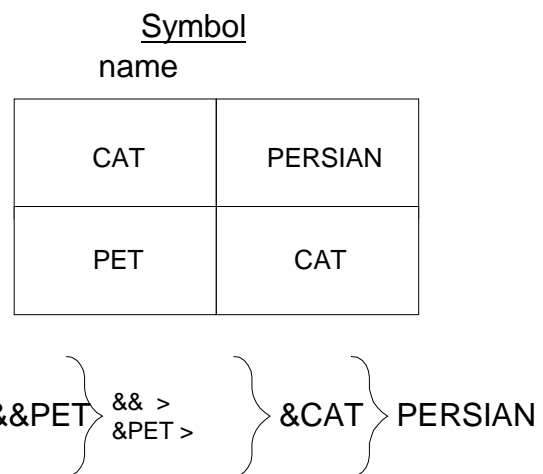 Symbol
name
CAT PERSIAN
PET CAT
&&PET && > &CAT PERSIAN
&PET >